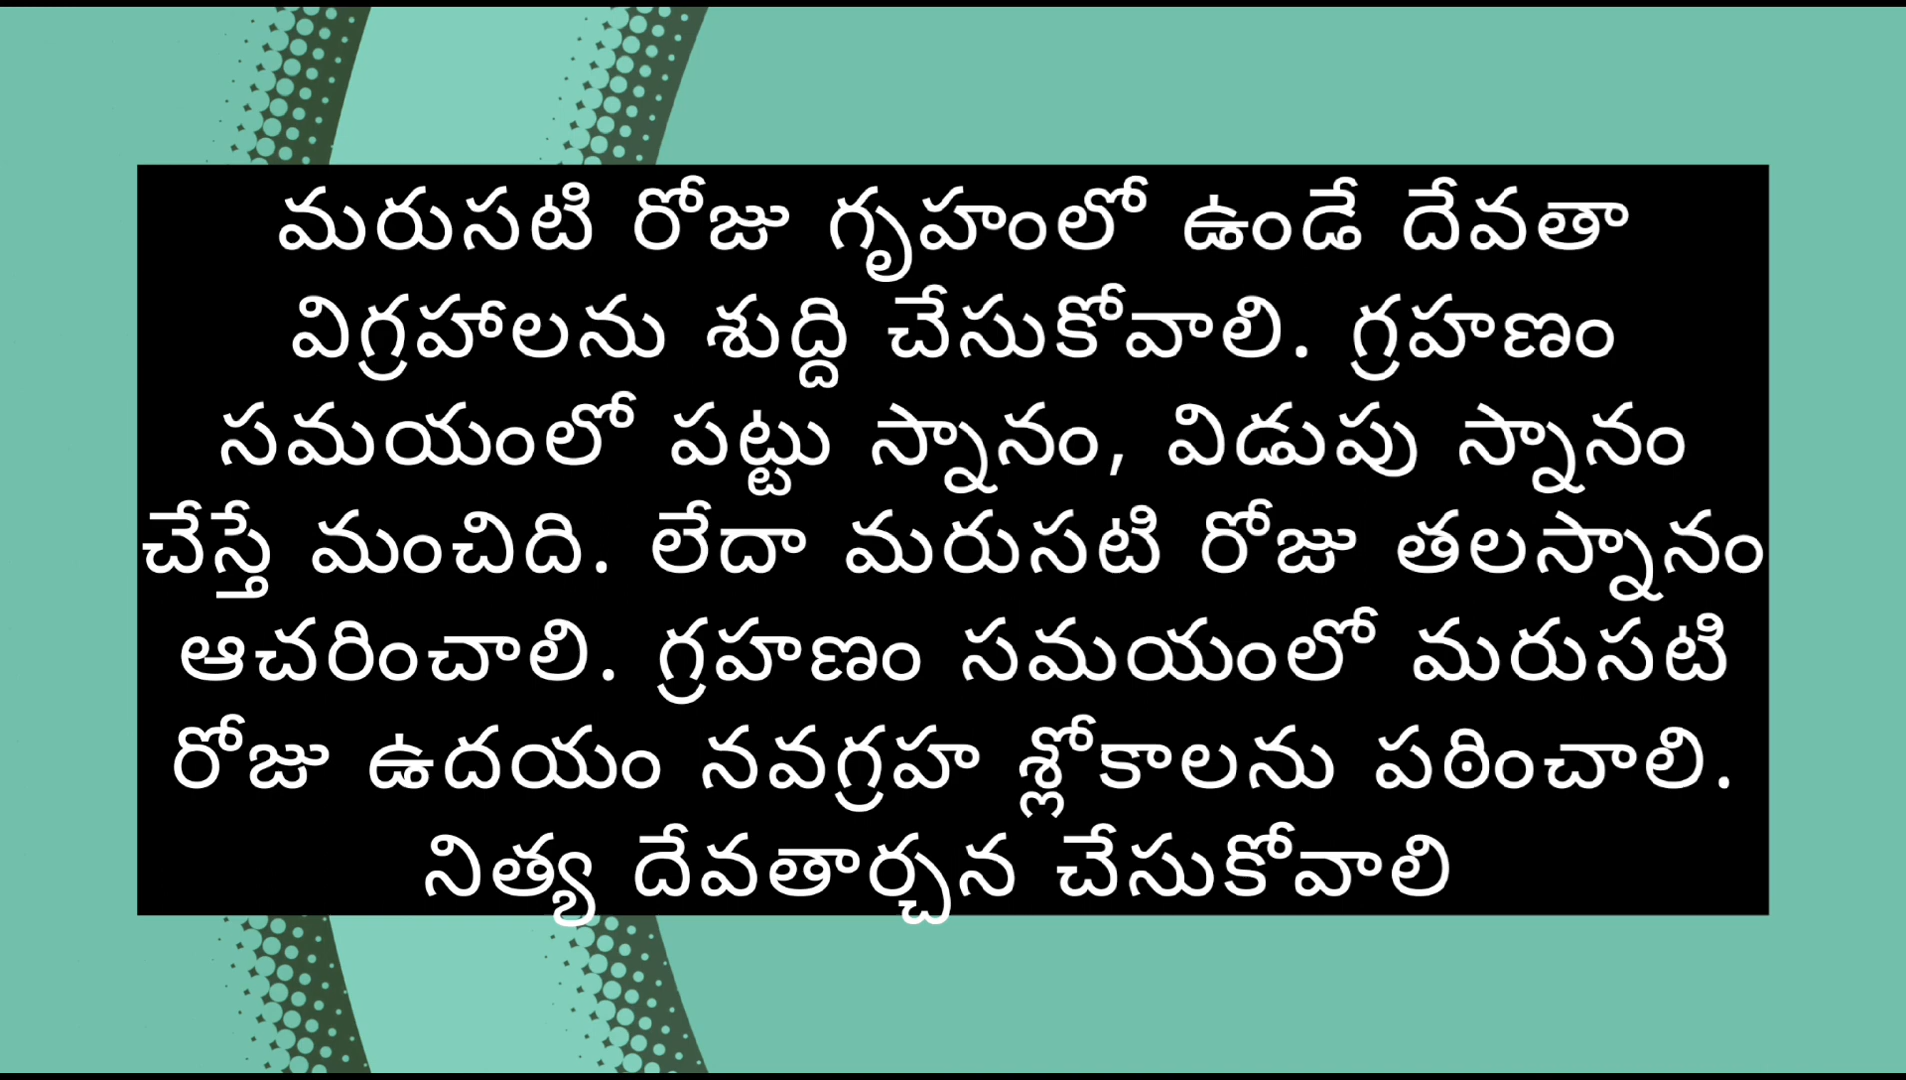 మరుసటి రోజు గృహంలో ఉండే దేవతా
విగ్రహాలను శుద్ది చేసుకోవాలి. గ్రహణం
సమయంలో పట్టు స్నానం, విడుపు స్నానం
చేస్తే మంచిది. లేదా మరుసటి రోజు తలస్నానం
ఆచరించాలి. గ్రహణం సమయంలో మరుసటి
రోజు ఉదయం నవగ్రహ శ్లోకాలను పఠించాలి.
నిత్య దేవతార్చన చేసుకోవాలి